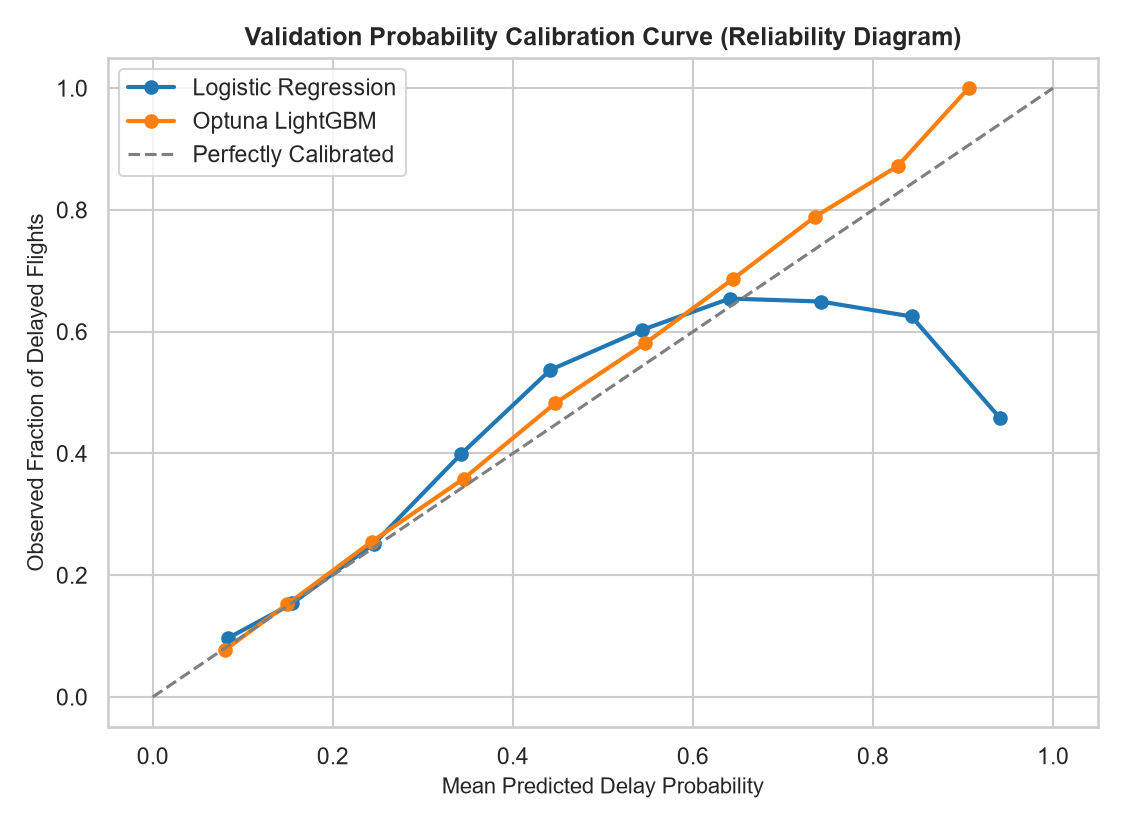 Validation Probability Calibration Curve (Reliability Diagram)
Logistic Regression
Optuna LightGBM
Perfectly Calibrated
Observed Fraction of Delayed Flights
1.0
0.8
0.6
0.4
0.2
0.0
0.0 0.2 0.4 0.6 0.8 1.0
Mean Predicted Delay Probability